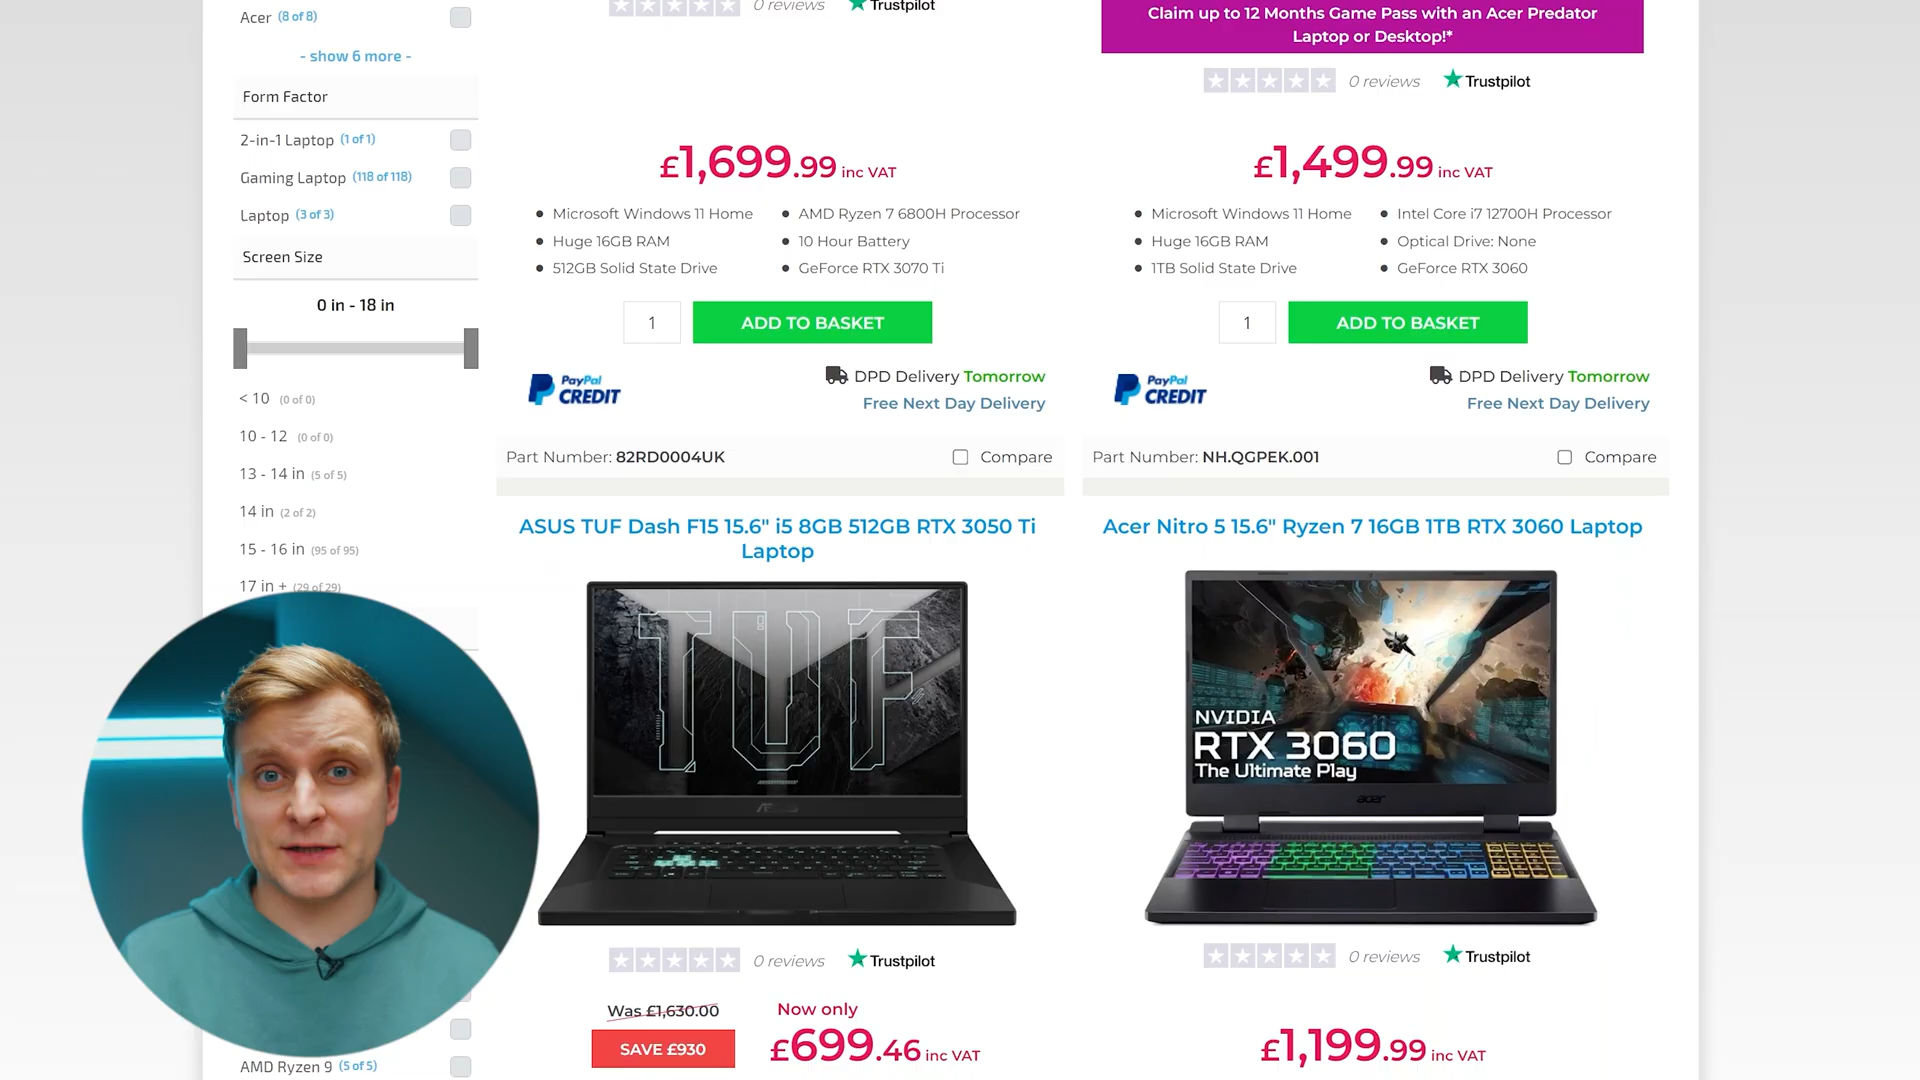 Acer (8 of 8)
- show 6 more -
Form Factor
2-in-1 Laptop (1 of 1)
Gaming Laptop (118 of 118)
Laptop (3 of 3)
Screen Size
0 in - 18 in
< 10 (0 of 0)
10 - 12 (0 of 0)
13 - 14 in (5 of 5)
14 in (2 of 2)
15 - 16 in (95 of 95)
17 in + (29 of 29)
AMD Ryzen 9 (5 of 5)
0 reviews Trustpilot
£1,699.99 inc VAT
Microsoft Windows 11 Home
Huge 16GB RAM
512GB Solid State Drive
AMD Ryzen 7 6800H Processor
10 Hour Battery
GeForce RTX 3070 Ti
1 ADD TO BASKET
PayPal
CREDIT
DPD Delivery Tomorrow
Free Next Day Delivery
Part Number: 82RD0004UK Compare
Claim up to 12 Months Game Pass with an Acer Predator
Laptop or Desktop!*
0 reviews Trustpilot
£1,499.99 inc VAT
Microsoft Windows 11 Home
Huge 16GB RAM
1TB Solid State Drive
Intel Core i7 12700H Processor
Optical Drive: None
GeForce RTX 3060
1 ADD TO BASKET
PayPal
CREDIT
DPD Delivery Tomorrow
Free Next Day Delivery
Part Number: NH.QGPEK.001 Compare
ASUS TUF Dash F15 15.6" i5 8GB 512GB RTX 3050 Ti
Laptop
TUF
0 reviews Trustpilot
Was £1,630.00
SAVE £930
Now only
£699.46 inc VAT
Acer Nitro 5 15.6" Ryzen 7 16GB 1TB RTX 3060 Laptop
NVIDIA
RTX 3060
The Ultimate Play
acer
0 reviews Trustpilot
£1,199.99 inc VAT